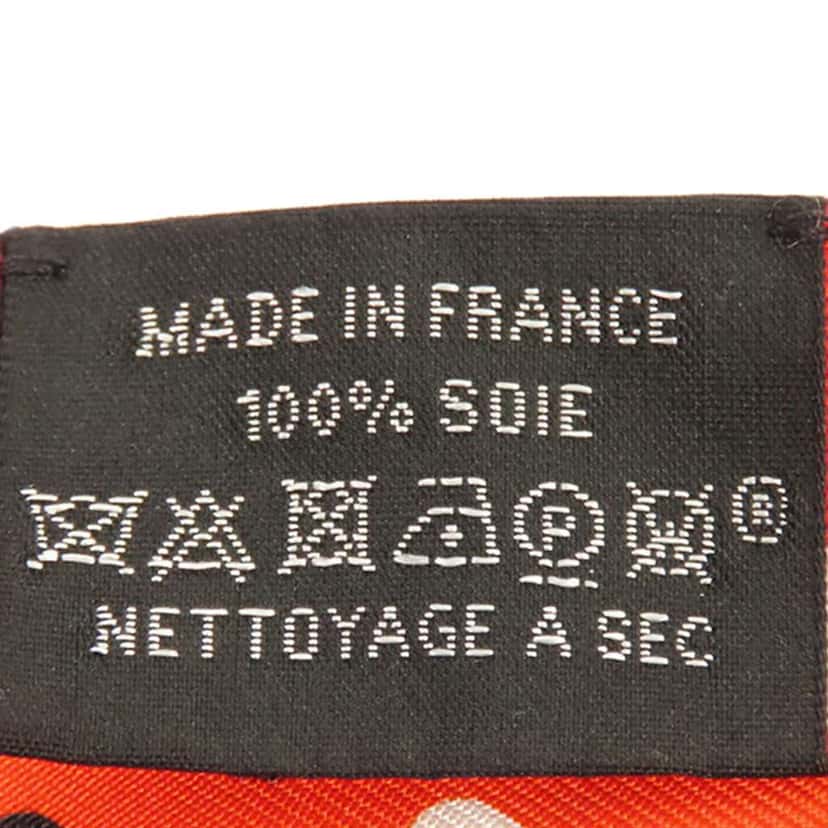 MADE IN FRANCE
100% SOIE
P W ®
NETTOYAGE À SEC